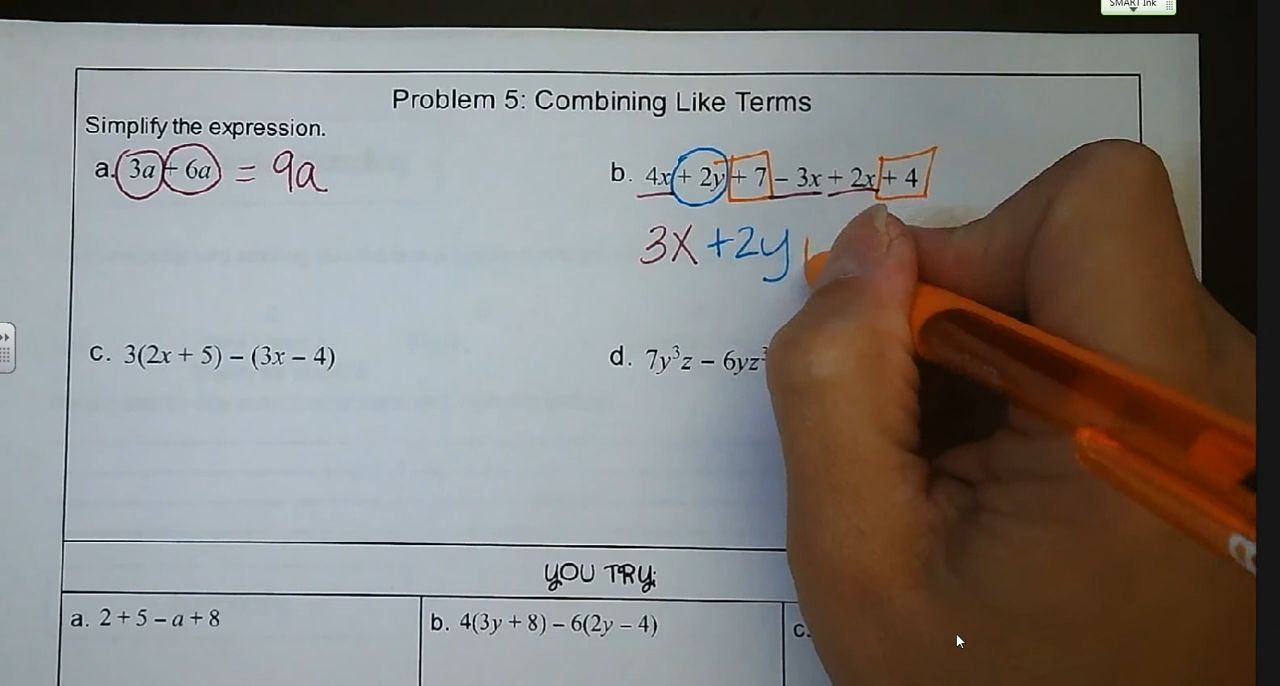 SMART Ink
Problem 5: Combining Like Terms
Simplify the expression.
a. 3a + 6a = 9a
b. 4x + 2y + 7 – 3x + 2x + 4
3x + 2y
c. 3(2x + 5) – (3x – 4)
d. 7y³z – 6yz
YOU TRY:
a. 2 + 5 – a + 8
b. 4(3y + 8) – 6(2y – 4)
c.